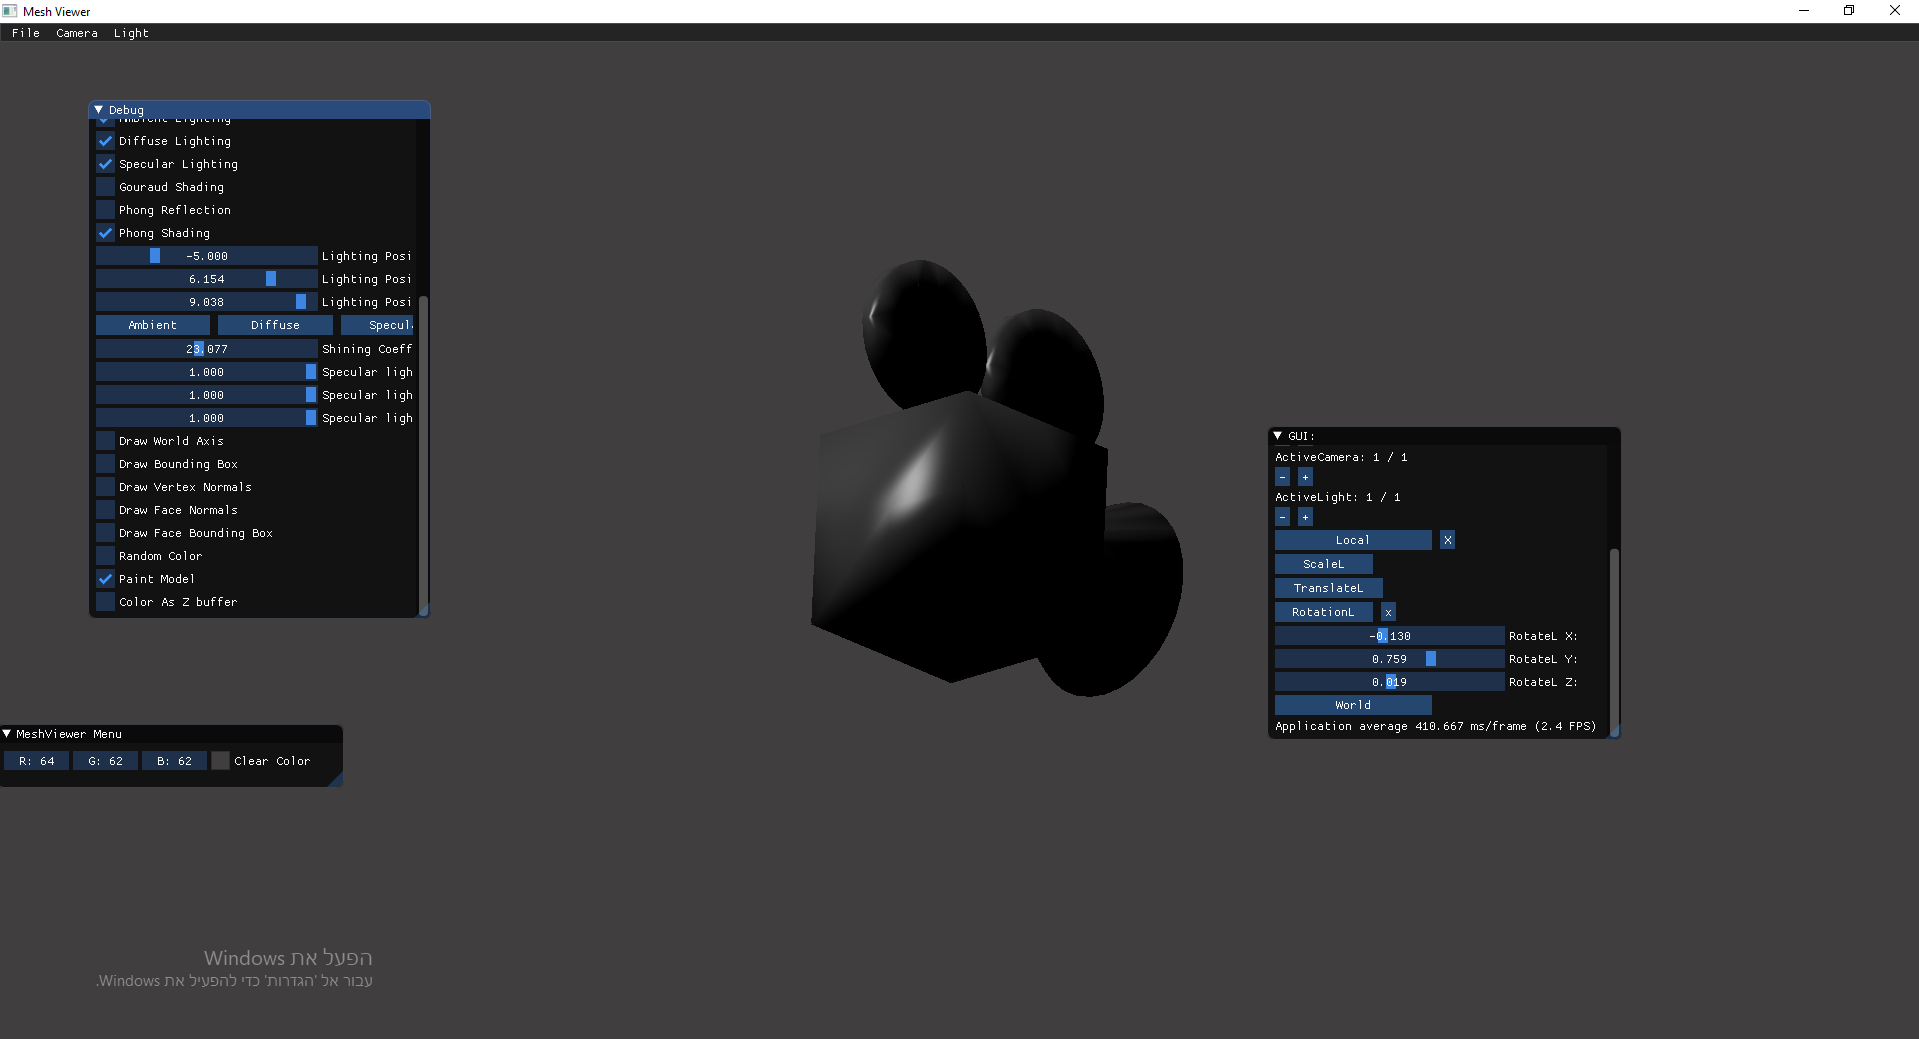 Mesh Viewer
File Camera Light
Debug
Ambient Lighting
Diffuse Lighting
Specular Lighting
Gouraud Shading
Phong Reflection
Phong Shading
-5.000 Lighting Posi
6.154 Lighting Posi
9.038 Lighting Posi
Ambient Diffuse Specul
23.077 Shining Coeff
1.000 Specular ligh
1.000 Specular ligh
1.000 Specular ligh
Draw World Axis
Draw Bounding Box
Draw Vertex Normals
Draw Face Normals
Draw Face Bounding Box
Random Color
Paint Model
Color As Z buffer
GUI:
ActiveCamera: 1 / 1
- +
ActiveLight: 1 / 1
- +
Local X
ScaleL
TranslateL
RotationL x
-0.130 RotateL X:
0.759 RotateL Y:
0.019 RotateL Z:
World
Application average 410.667 ms/frame (2.4 FPS)
MeshViewer Menu
R: 64 G: 62 B: 62 Clear Color
הפעל את Windows
עבור אל 'הגדרות' כדי להפעיל את Windows.